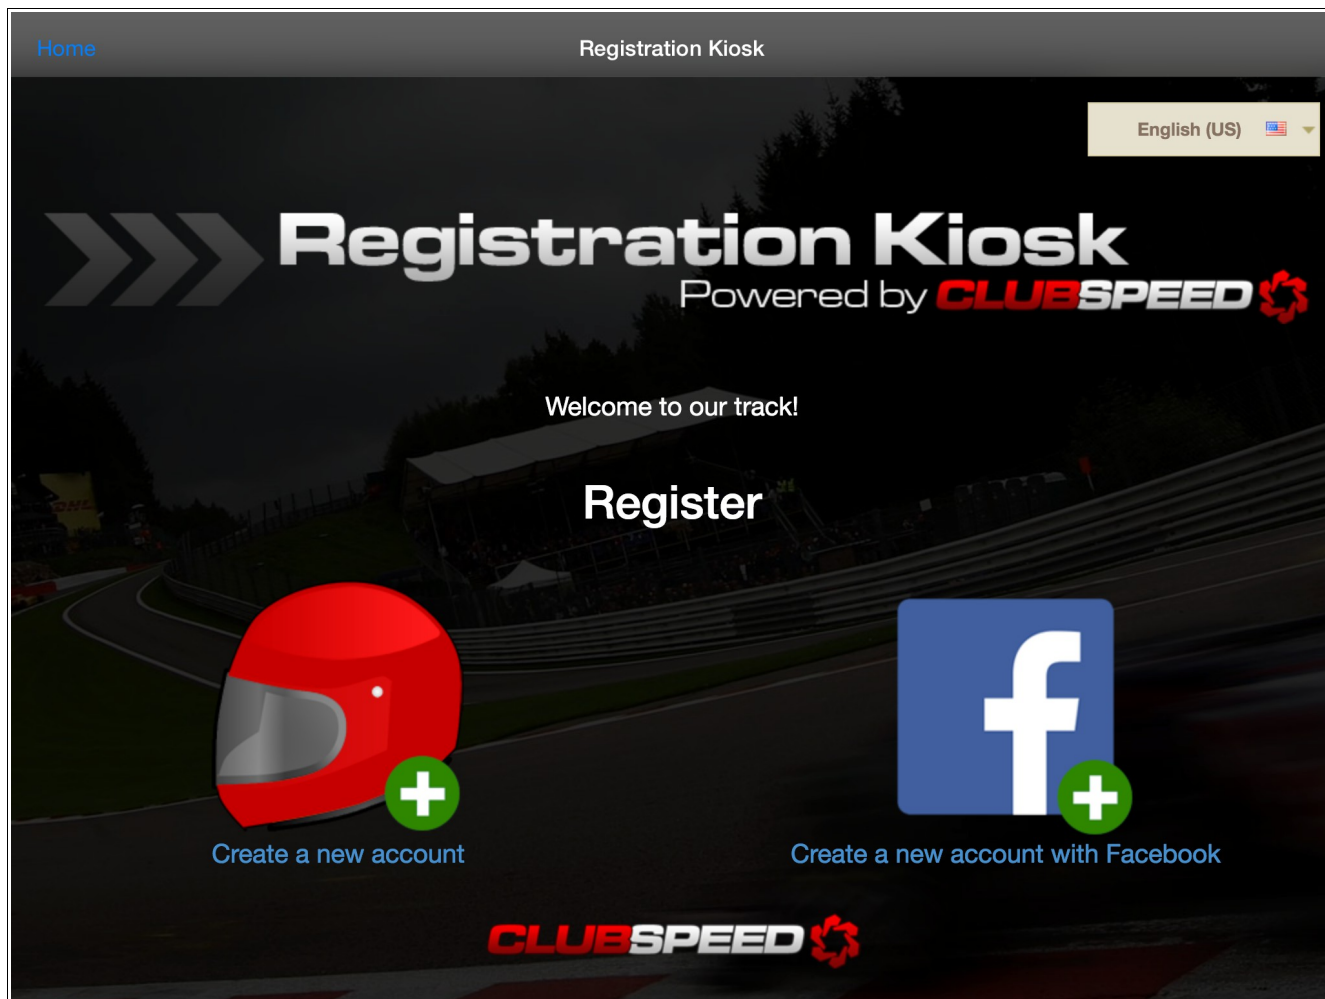 Home
Registration Kiosk
English (US)
Registration Kiosk
Powered by CLUBSPEED
Welcome to our track!
Register
DHL
Create a new account
Create a new account with Facebook
CLUBSPEED